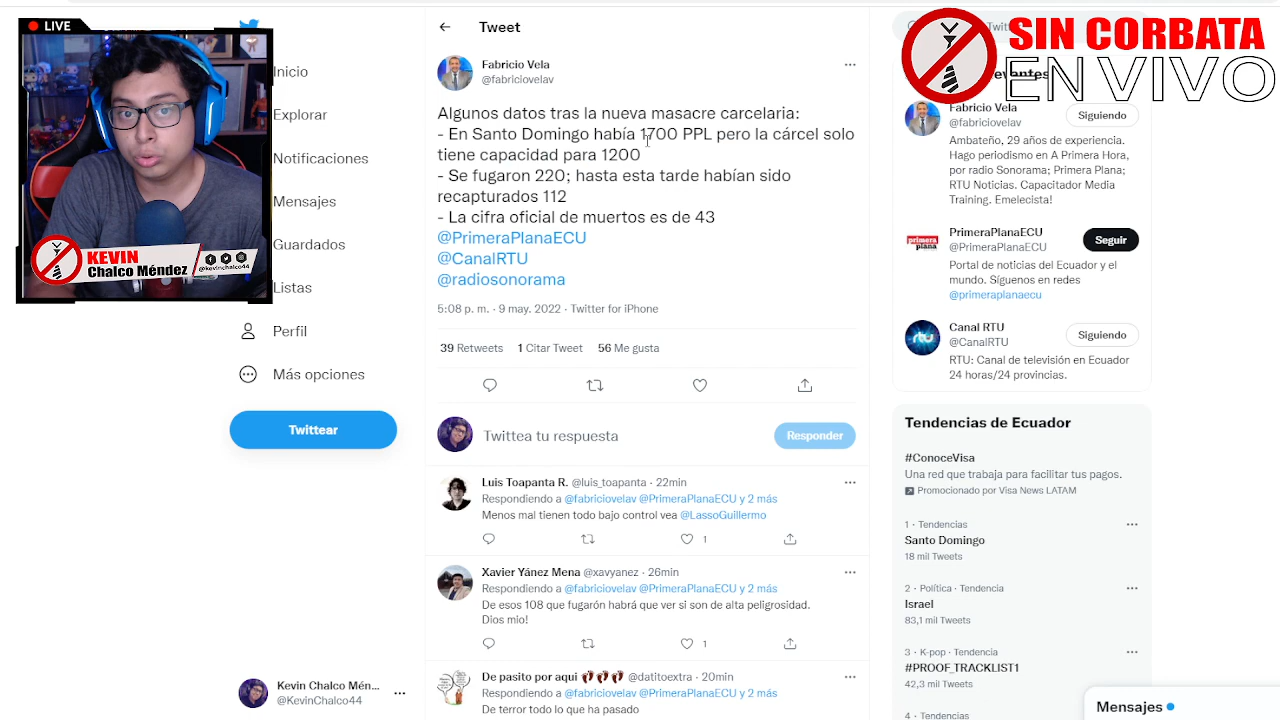 LIVE
SIN CORBATA
EN VIVO
KEVIN
Chalco Méndez
@kevinchalco44
Inicio
Explorar
Notificaciones
Mensajes
Guardados
Listas
Perfil
Más opciones
Twittear
Kevin Chalco Mén...
@KevinChalco44
Tweet
Fabricio Vela
@fabriciovelav
Algunos datos tras la nueva masacre carcelaria:
- En Santo Domingo había 1700 PPL pero la cárcel solo
tiene capacidad para 1200
- Se fugaron 220; hasta esta tarde habían sido
recapturados 112
- La cifra oficial de muertos es de 43
@PrimeraPlanaECU
@CanalRTU
@radiosonorama
5:08 p. m. · 9 may. 2022 · Twitter for iPhone
39 Retweets 1 Citar Tweet 56 Me gusta
Twittea tu respuesta
Responder
Luis Toapanta R. @luis_toapanta · 22min
Respondiendo a @fabriciovelav @PrimeraPlanaECU y 2 más
Menos mal tienen todo bajo control vea @LassoGuillermo
1
Xavier Yánez Mena @xavyanez · 26min
Respondiendo a @fabriciovelav @PrimeraPlanaECU y 2 más
De esos 108 que fugarón habrá que ver si son de alta peligrosidad.
Dios mio!
1
De pasito por aqui 👣👣👣 @datitoextra · 20min
Respondiendo a @fabriciovelav @PrimeraPlanaECU y 2 más
De terror todo lo que ha pasado
Fabricio Vela
@fabriciovelav
Siguiendo
Ambateño, 29 años de experiencia.
Hago periodismo en A Primera Hora,
por radio Sonorama; Primera Plana;
RTU Noticias. Capacitador Media
Training. Emelecista!
PrimeraPlanaECU
@PrimeraPlanaECU
Seguir
primera
plana
Portal de noticias del Ecuador y el
mundo. Síguenos en redes
@primeraplanaecu
Canal RTU
@CanalRTU
Siguiendo
rtu
RTU: Canal de televisión en Ecuador
24 horas/24 provincias.
Tendencias de Ecuador
#ConoceVisa
Una red que trabaja para facilitar tus pagos.
Promocionado por Visa News LATAM
1 · Tendencias
Santo Domingo
18 mil Tweets
2 · Política · Tendencia
Israel
83,1 mil Tweets
3 · K-pop · Tendencia
#PROOF_TRACKLIST1
42,3 mil Tweets
4 · Tendencias
Mensajes